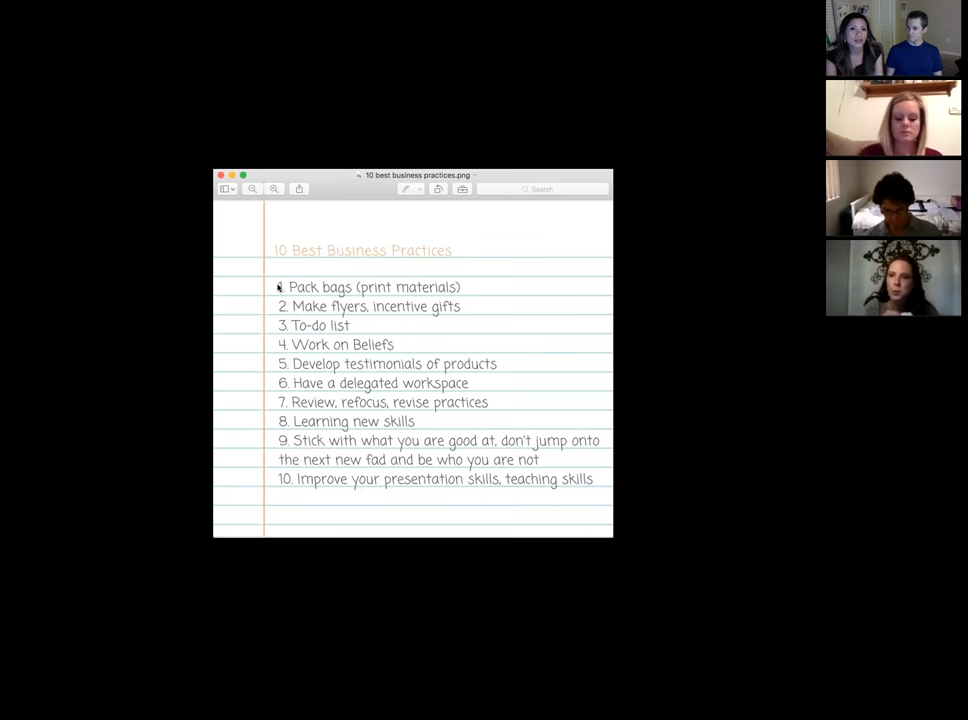 10 best business practices.png
Search
10 Best Business Practices
1. Pack bags (print materials)
2. Make flyers, incentive gifts
3. To-do list
4. Work on Beliefs
5. Develop testimonials of products
6. Have a delegated workspace
7. Review, refocus, revise practices
8. Learning new skills
9. Stick with what you are good at, don't jump onto
the next new fad and be who you are not
10. Improve your presentation skills, teaching skills